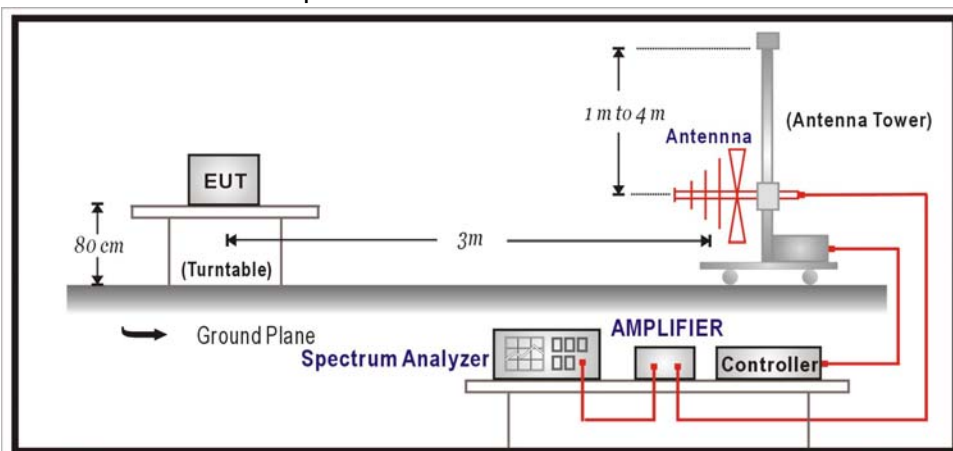 1 m to 4 m
(Antenna Tower)
Antennna
EUT
80 cm
3m
(Turntable)
Ground Plane
AMPLIFIER
Spectrum Analyzer
Controller